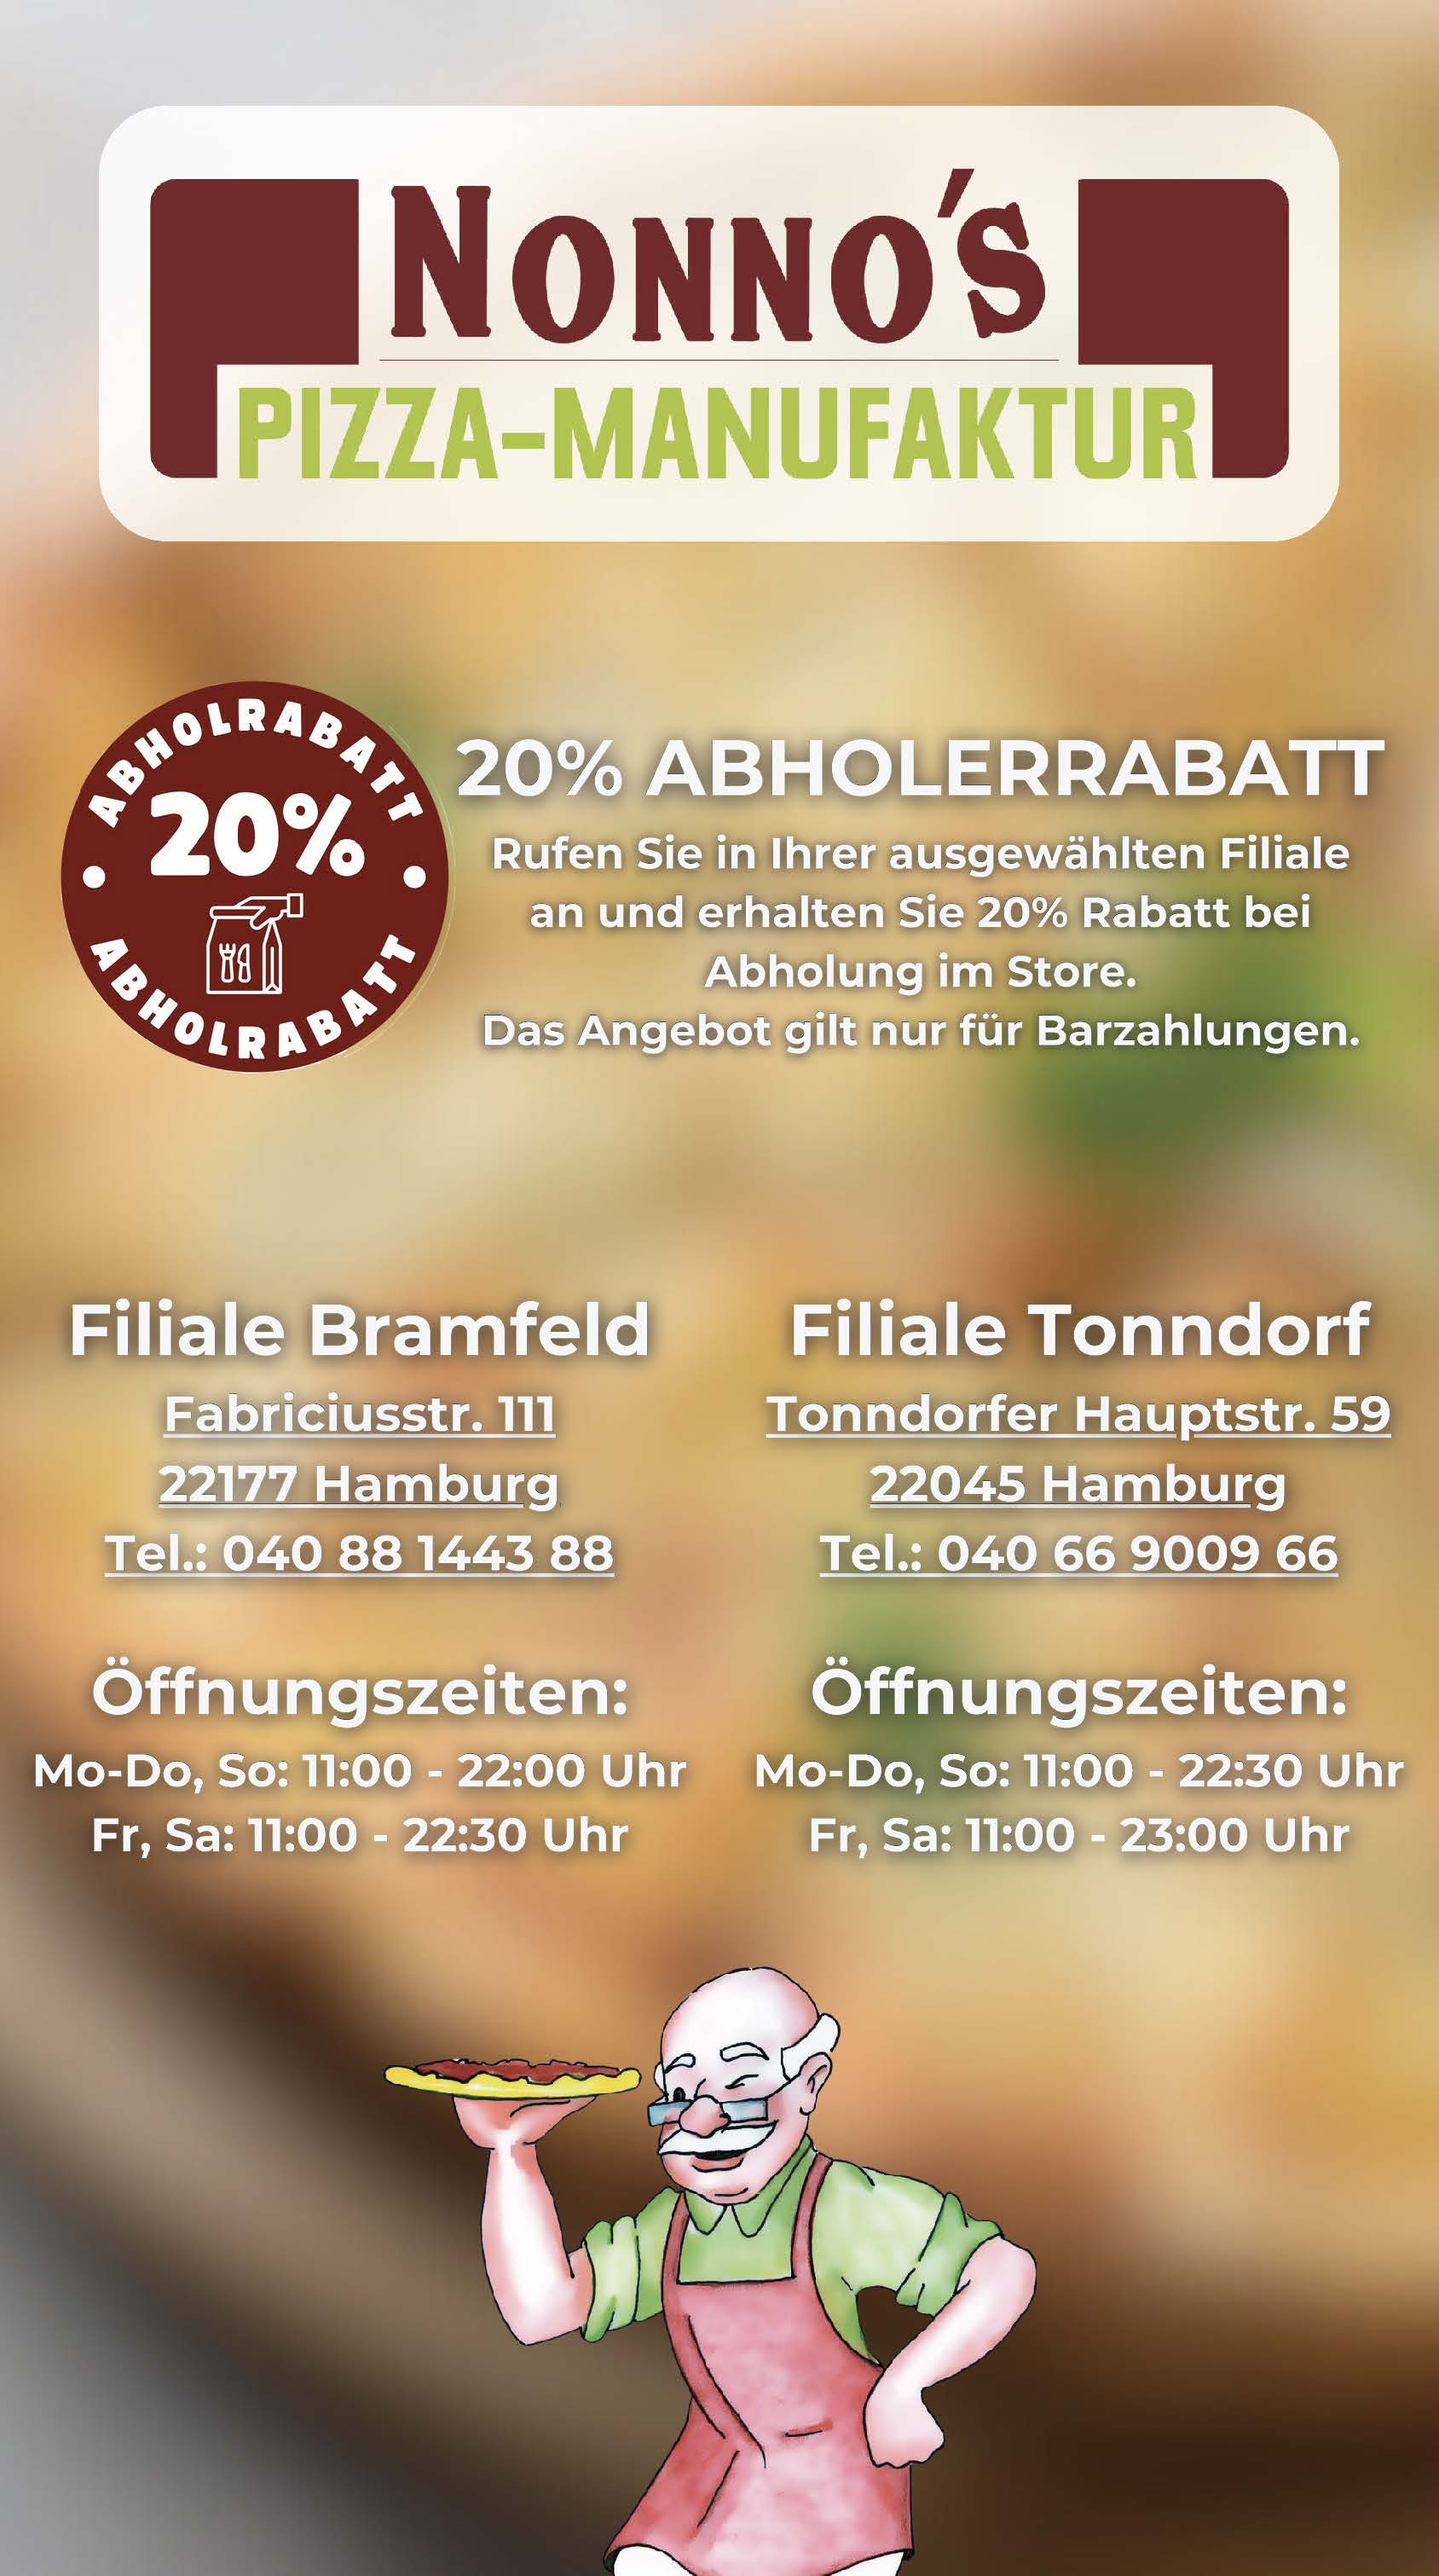 NONNO'S
PIZZA-MANUFAKTUR
ABHOLRABATT
20%
ABHOLRABATT
20% ABHOLERRABATT
Rufen Sie in Ihrer ausgewählten Filiale
an und erhalten Sie 20% Rabatt bei
Abholung im Store.
Das Angebot gilt nur für Barzahlungen.
Filiale Bramfeld
Fabriciusstr. 111
22177 Hamburg
Tel.: 040 88 1443 88
Öffnungszeiten:
Mo-Do, So: 11:00 - 22:00 Uhr
Fr, Sa: 11:00 - 22:30 Uhr
Filiale Tonndorf
Tonndorfer Hauptstr. 59
22045 Hamburg
Tel.: 040 66 9009 66
Öffnungszeiten:
Mo-Do, So: 11:00 - 22:30 Uhr
Fr, Sa: 11:00 - 23:00 Uhr